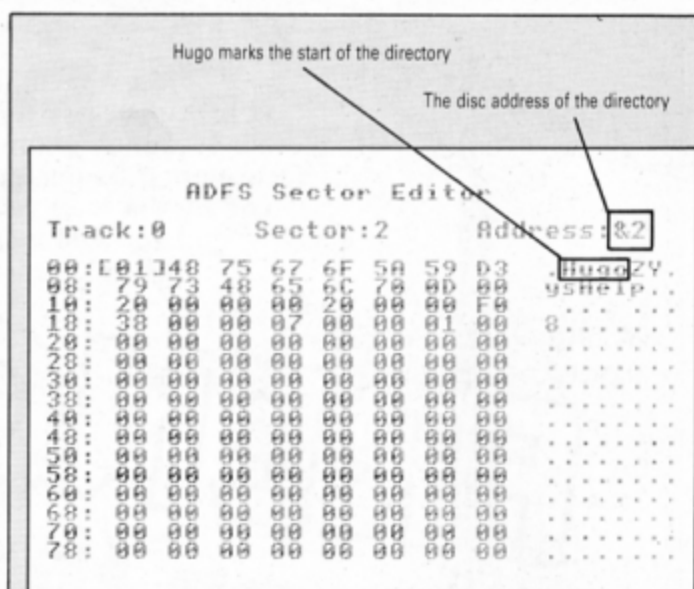 Hugo marks the start of the directory
The disc address of the directory
ADFS Sector Editor
Track:0 Sector:2 Address:&2
00:[01]48 75 67 6F 5A 59 D3 .HugoZY.
08: 79 73 48 65 6C 70 0D 00 ysHelp..
10: 20 00 00 00 20 00 00 F0 ... ...
18: 38 00 00 07 00 00 01 00 8.......
20: 00 00 00 00 00 00 00 00 ........
28: 00 00 00 00 00 00 00 00 ........
30: 00 00 00 00 00 00 00 00 ........
38: 00 00 00 00 00 00 00 00 ........
40: 00 00 00 00 00 00 00 00 ........
48: 00 00 00 00 00 00 00 00 ........
50: 00 00 00 00 00 00 00 00 ........
58: 00 00 00 00 00 00 00 00 ........
60: 00 00 00 00 00 00 00 00 ........
68: 00 00 00 00 00 00 00 00 ........
70: 00 00 00 00 00 00 00 00 ........
78: 00 00 00 00 00 00 00 00 ........